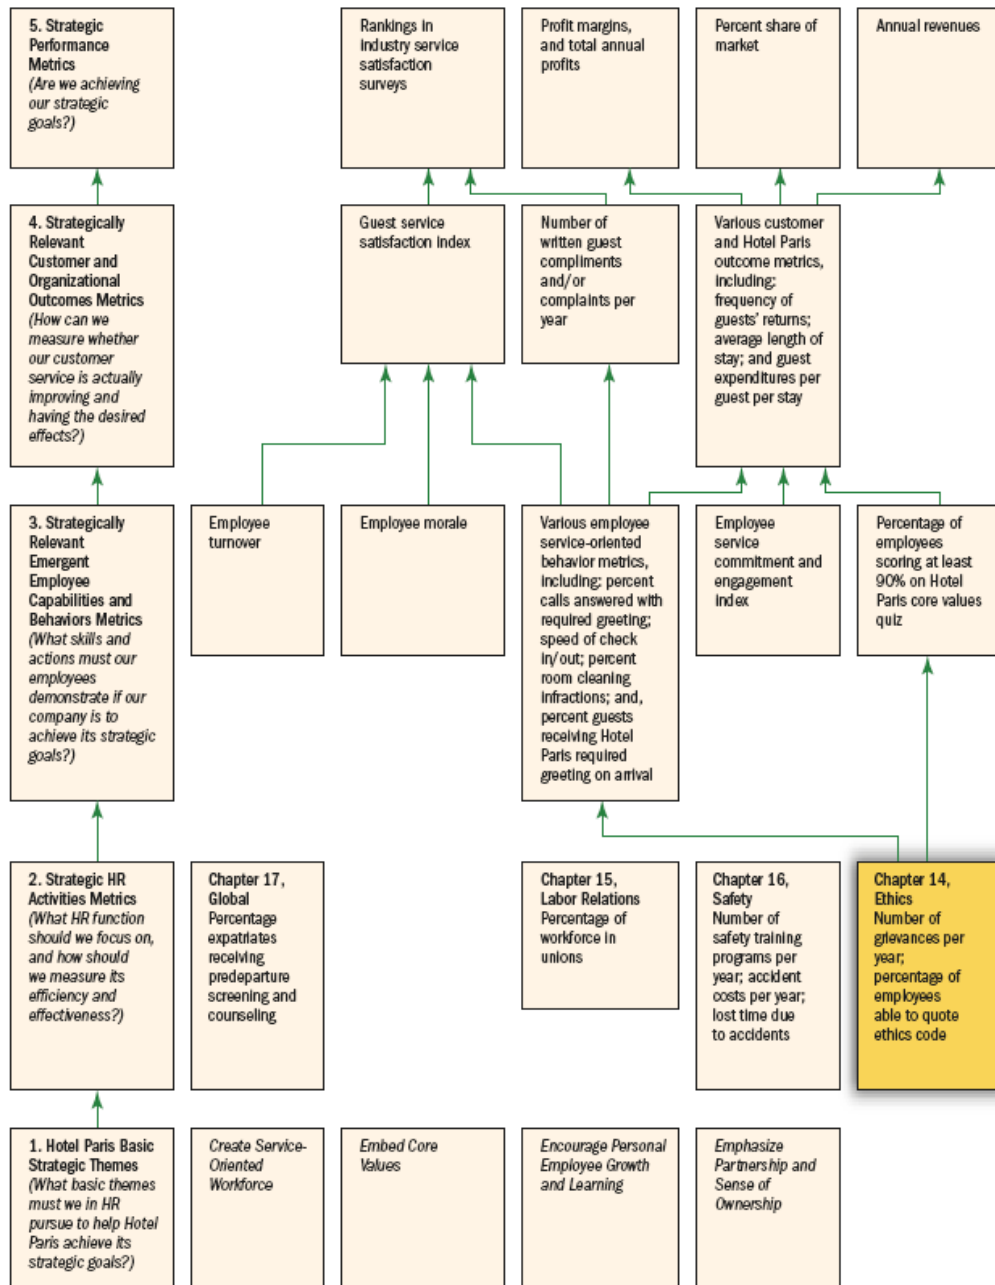 5. Strategic
Performance
Metrics
(Are we achieving
our strategic
goals?)
Rankings in
industry service
satisfaction
surveys
Profit margins,
and total annual
profits
Percent share of
market
Annual revenues
4. Strategically
Relevant
Customer and
Organizational
Outcomes Metrics
(How can we
measure whether
our customer
service is actually
improving and
having the desired
effects?)
Guest service
satisfaction index
Number of
written guest
compliments
and/or
complaints per
year
Various customer
and Hotel Paris
outcome metrics,
including:
frequency of
guests' returns;
average length of
stay; and guest
expenditures per
guest per stay
3. Strategically
Relevant
Emergent
Employee
Capabilities and
Behaviors Metrics
(What skills and
actions must our
employees
demonstrate if our
company is to
achieve its strategic
goals?)
Employee
turnover
Employee morale
Various employee
service-oriented
behavior metrics,
including: percent
calls answered with
required greeting;
speed of check
in/out; percent
room cleaning
infractions; and,
percent guests
receiving Hotel
Paris required
greeting on arrival
Employee
service
commitment and
engagement
index
Percentage of
employees
scoring at least
90% on Hotel
Paris core values
quiz
2. Strategic HR
Activities Metrics
(What HR function
should we focus on,
and how should
we measure its
efficiency and
effectiveness?)
Chapter 17,
Global
Percentage
expatriates
receiving
predeparture
screening and
counseling
Chapter 15,
Labor Relations
Percentage of
workforce in
unions
Chapter 16,
Safety
Number of
safety training
programs per
year; accident
costs per year;
lost time due
to accidents
Chapter 14,
Ethics
Number of
grievances per
year;
percentage of
employees
able to quote
ethics code
1. Hotel Paris Basic
Strategic Themes
(What basic themes
must we in HR
pursue to help Hotel
Paris achieve its
strategic goals?)
Create Service-
Oriented
Workforce
Embed Core
Values
Encourage Personal
Employee Growth
and Learning
Emphasize
Partnership and
Sense of
Ownership